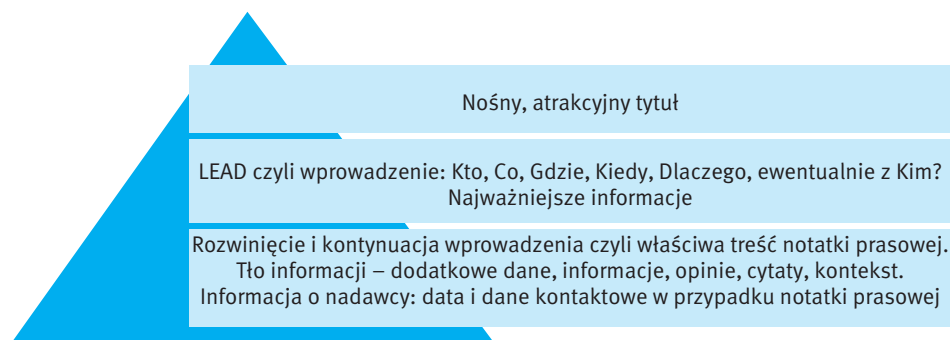 Nośny, atrakcyjny tytuł
LEAD czyli wprowadzenie: Kto, Co, Gdzie, Kiedy, Dlaczego, ewentualnie z Kim?
Najważniejsze informacje
Rozwinięcie i kontynuacja wprowadzenia czyli właściwa treść notatki prasowej.
Tło informacji – dodatkowe dane, informacje, opinie, cytaty, kontekst.
Informacja o nadawcy: data i dane kontaktowe w przypadku notatki prasowej